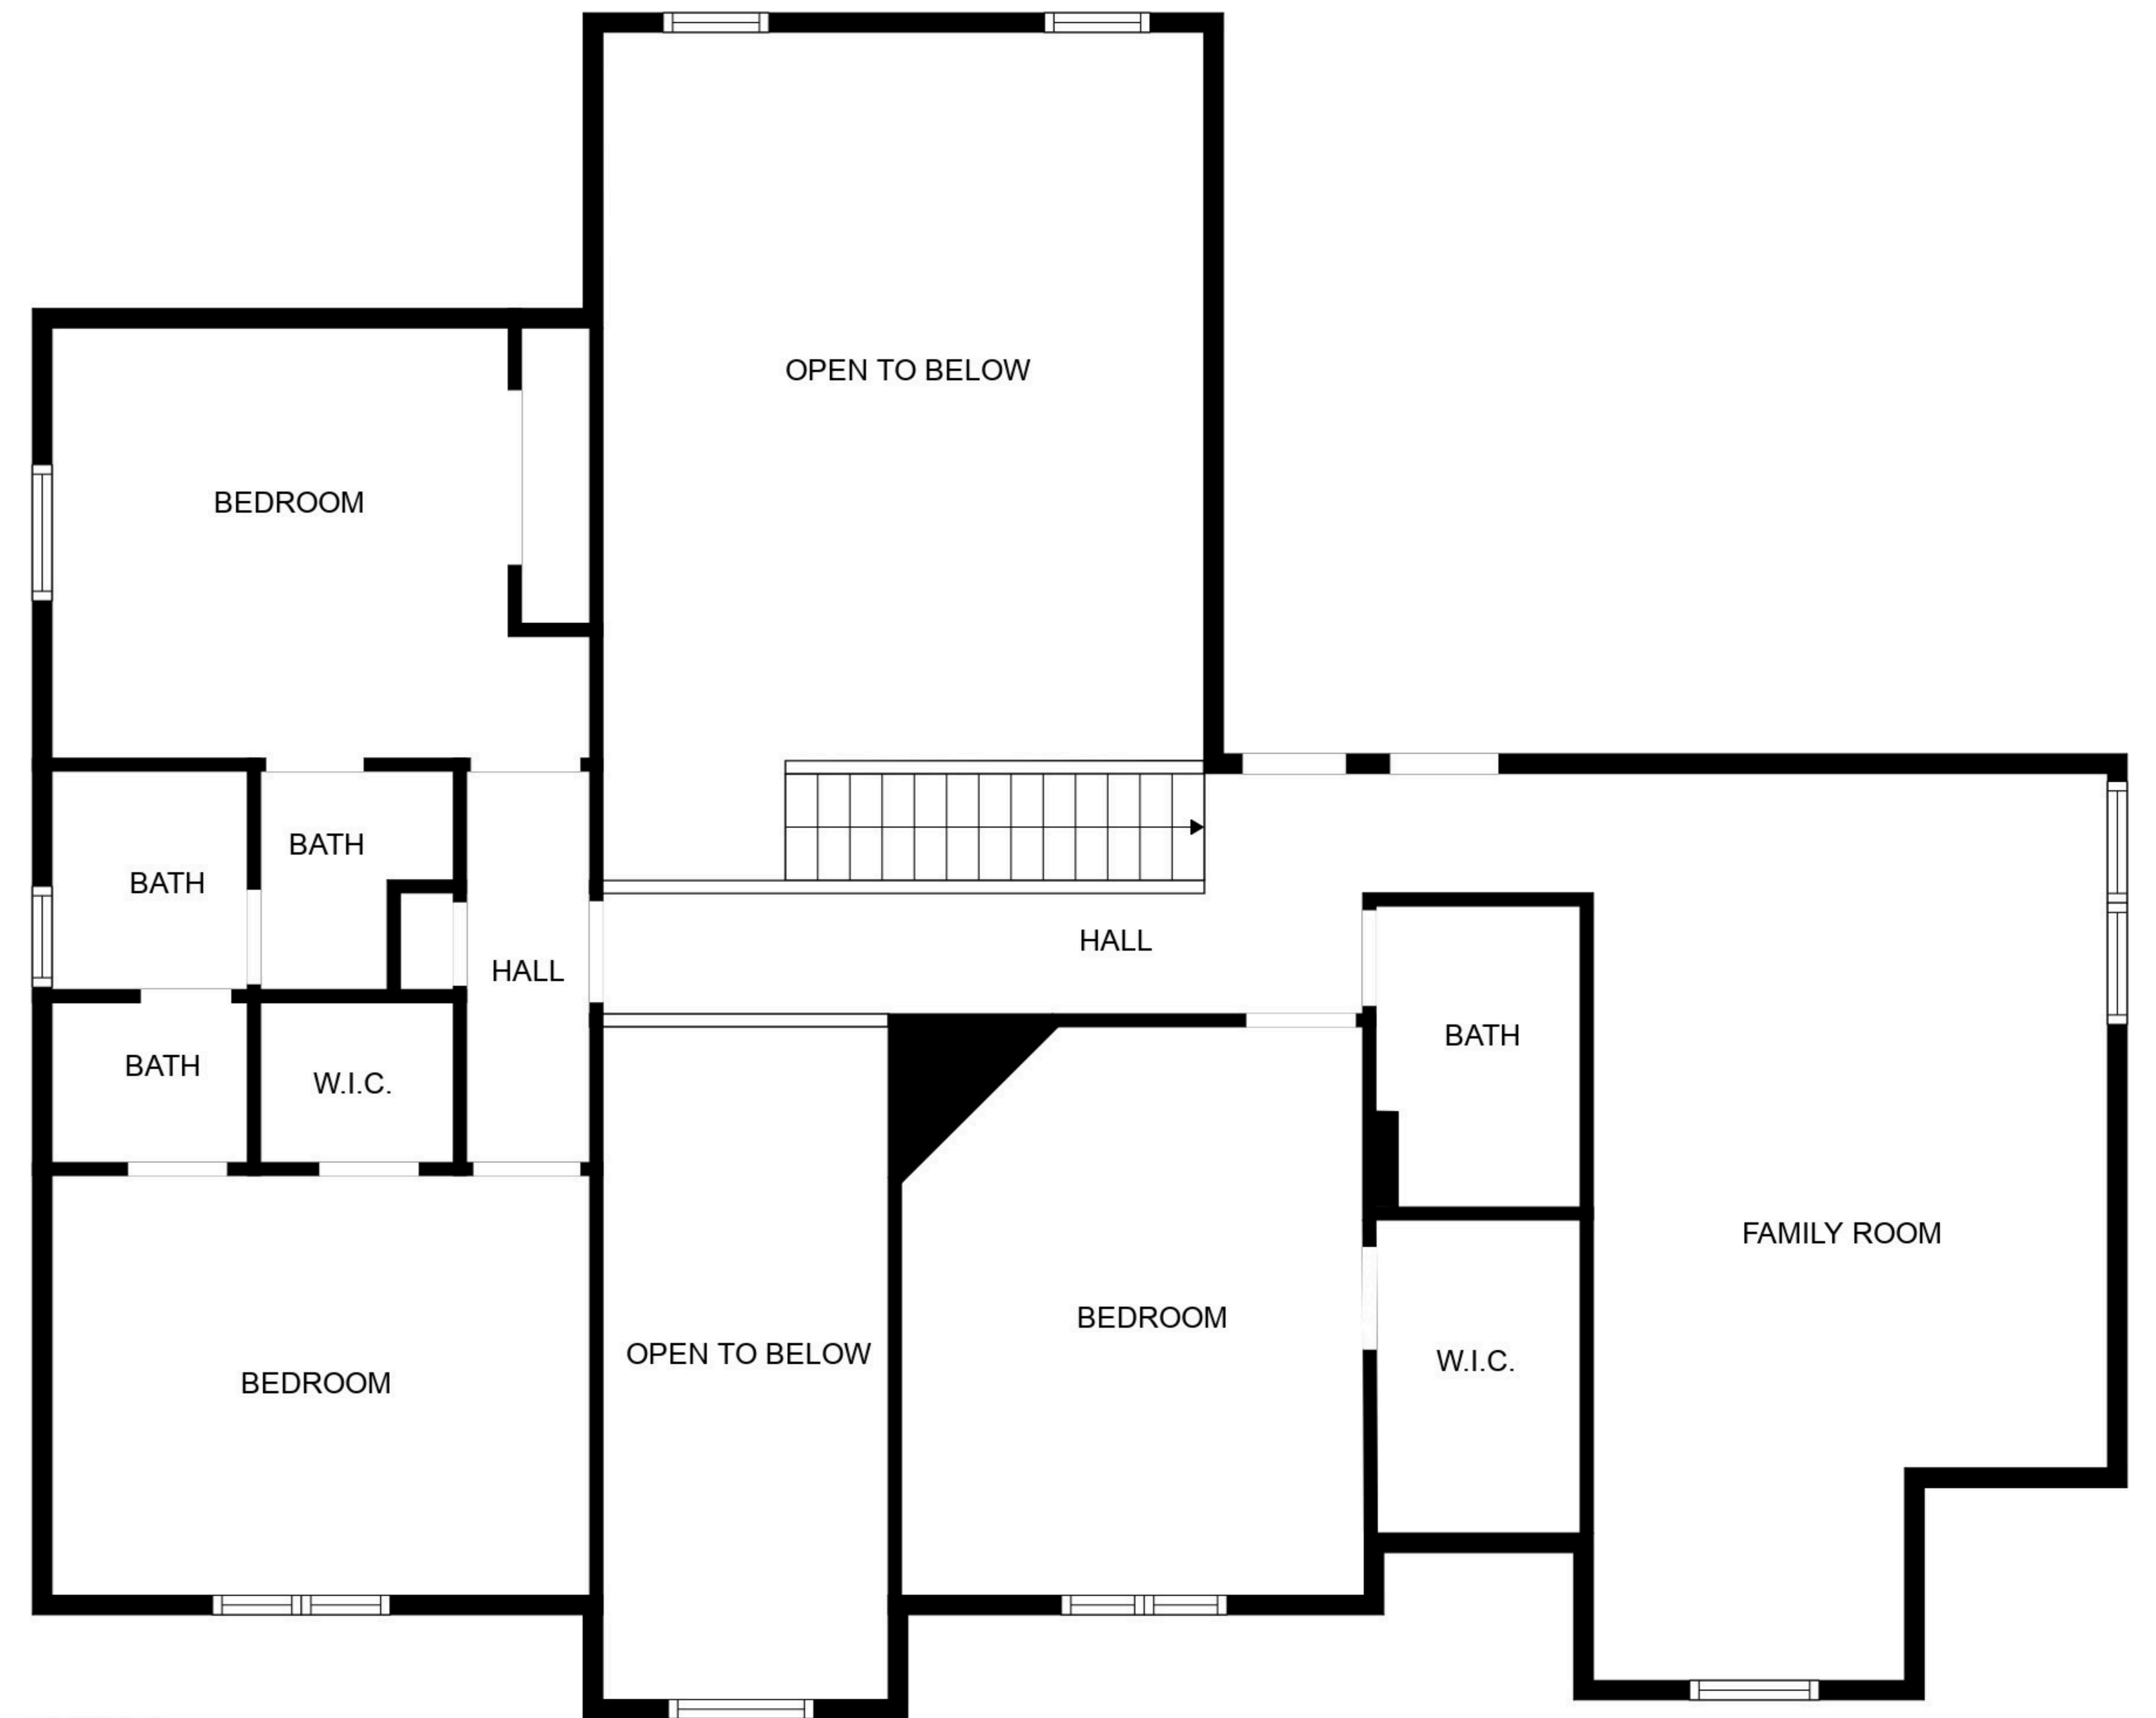 OPEN TO BELOW
BEDROOM
BATH
BATH
HALL
HALL
BATH
BATH
W.I.C.
FAMILY ROOM
BEDROOM
OPEN TO BELOW
W.I.C.
BEDROOM